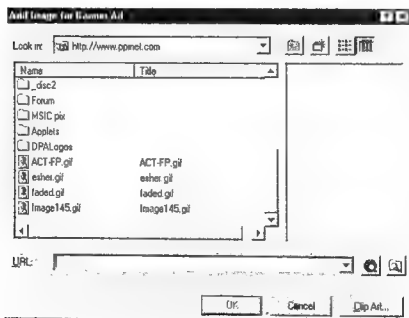 Add Image for Banner Ad
Look in: http://www.ppinel.com
Name Title
_disc2
Forum
MSIC pix
Applets
DPALogos
ACT-FP.gif ACT-FP.gif
esher.gif esher.gif
faded.gif faded.gif
Image145.gif Image145.gif
URL:
OK Cancel Clip Art...